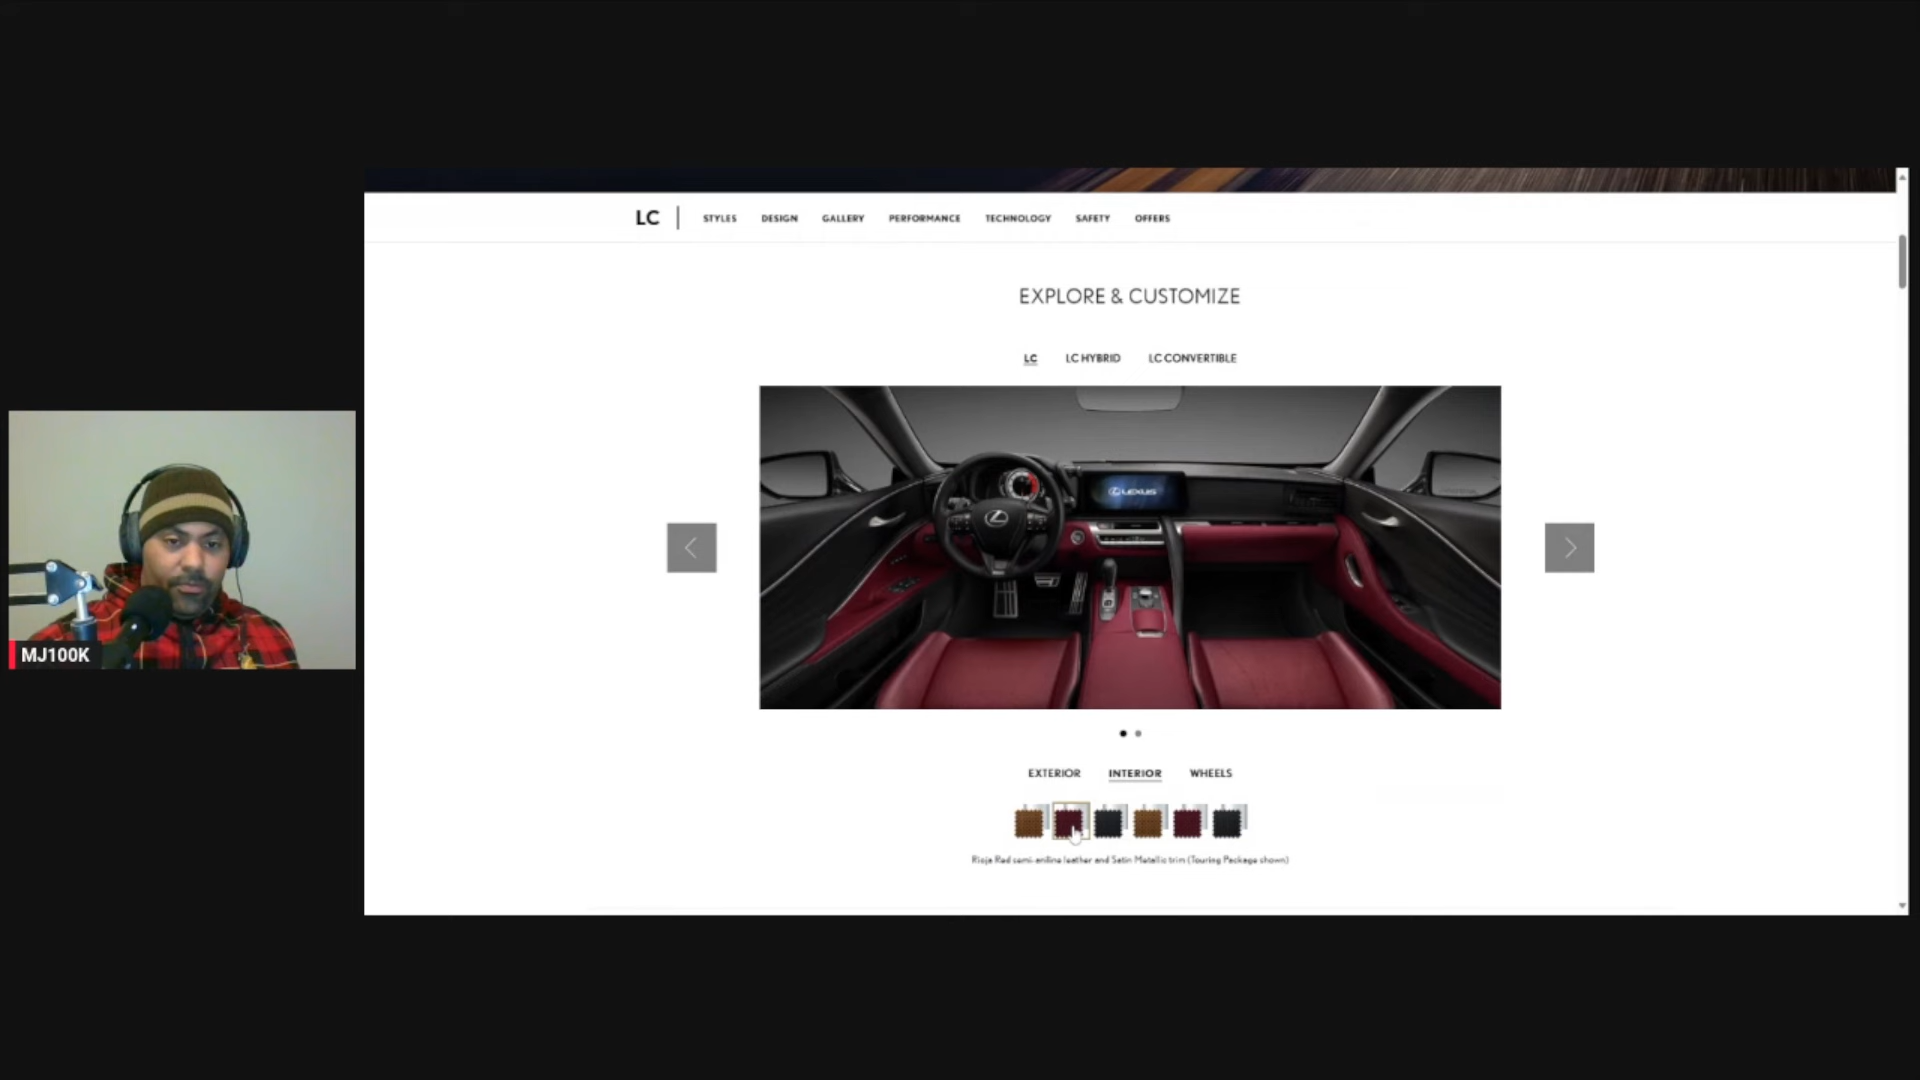 LC
STYLES DESIGN GALLERY PERFORMANCE TECHNOLOGY SAFETY OFFERS
EXPLORE & CUSTOMIZE
LC LC HYBRID LC CONVERTIBLE
LEXUS
MJ100K
EXTERIOR INTERIOR WHEELS
Rioja Red semi-aniline leather and Satin Metallic trim (Touring Package shown)